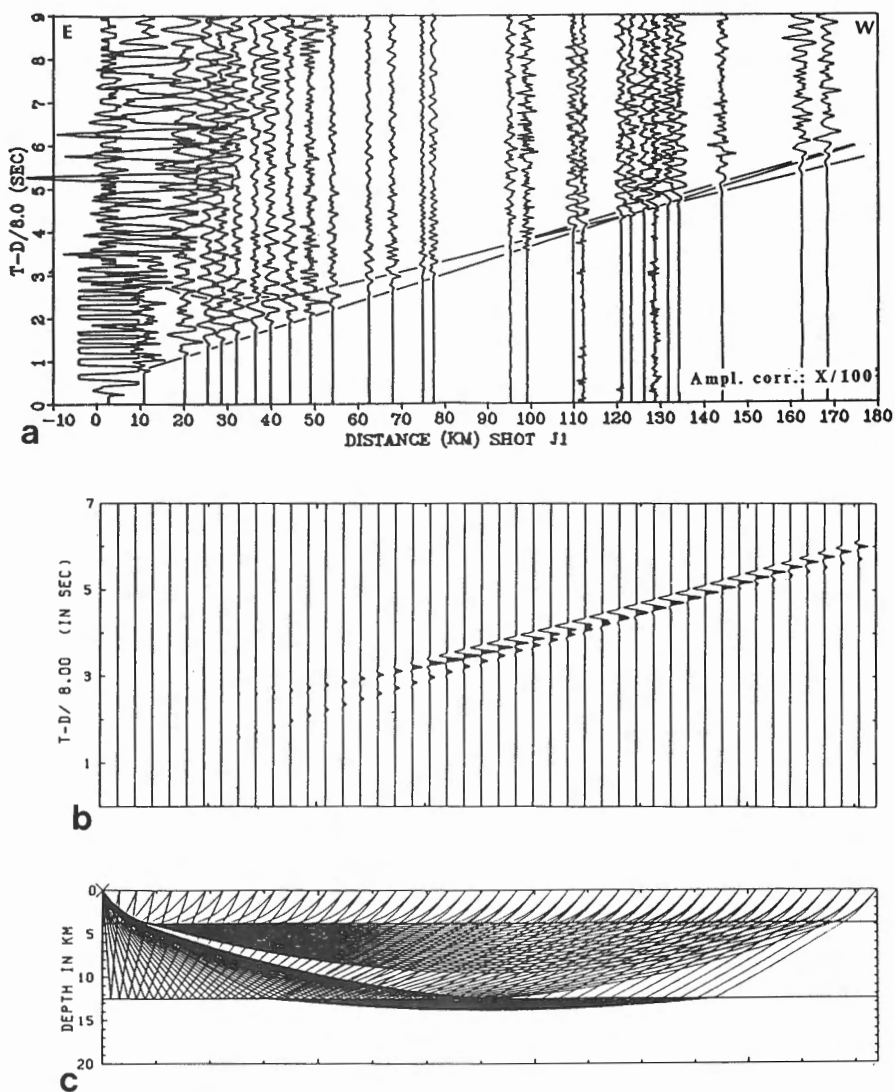 E W
9
8
7
6
5
4
3
2
1
0
T-D/8.0 (SEC)
Ampl. corr.: X/100
-10 0 10 20 30 40 50 60 70 80 90 100 110 120 130 140 150 160 170 180
DISTANCE (KM) SHOT J1
a
7
5
3
1
T-D/ 8.00 (IN SEC)
b
0
5
10
15
20
DEPTH IN KM
c